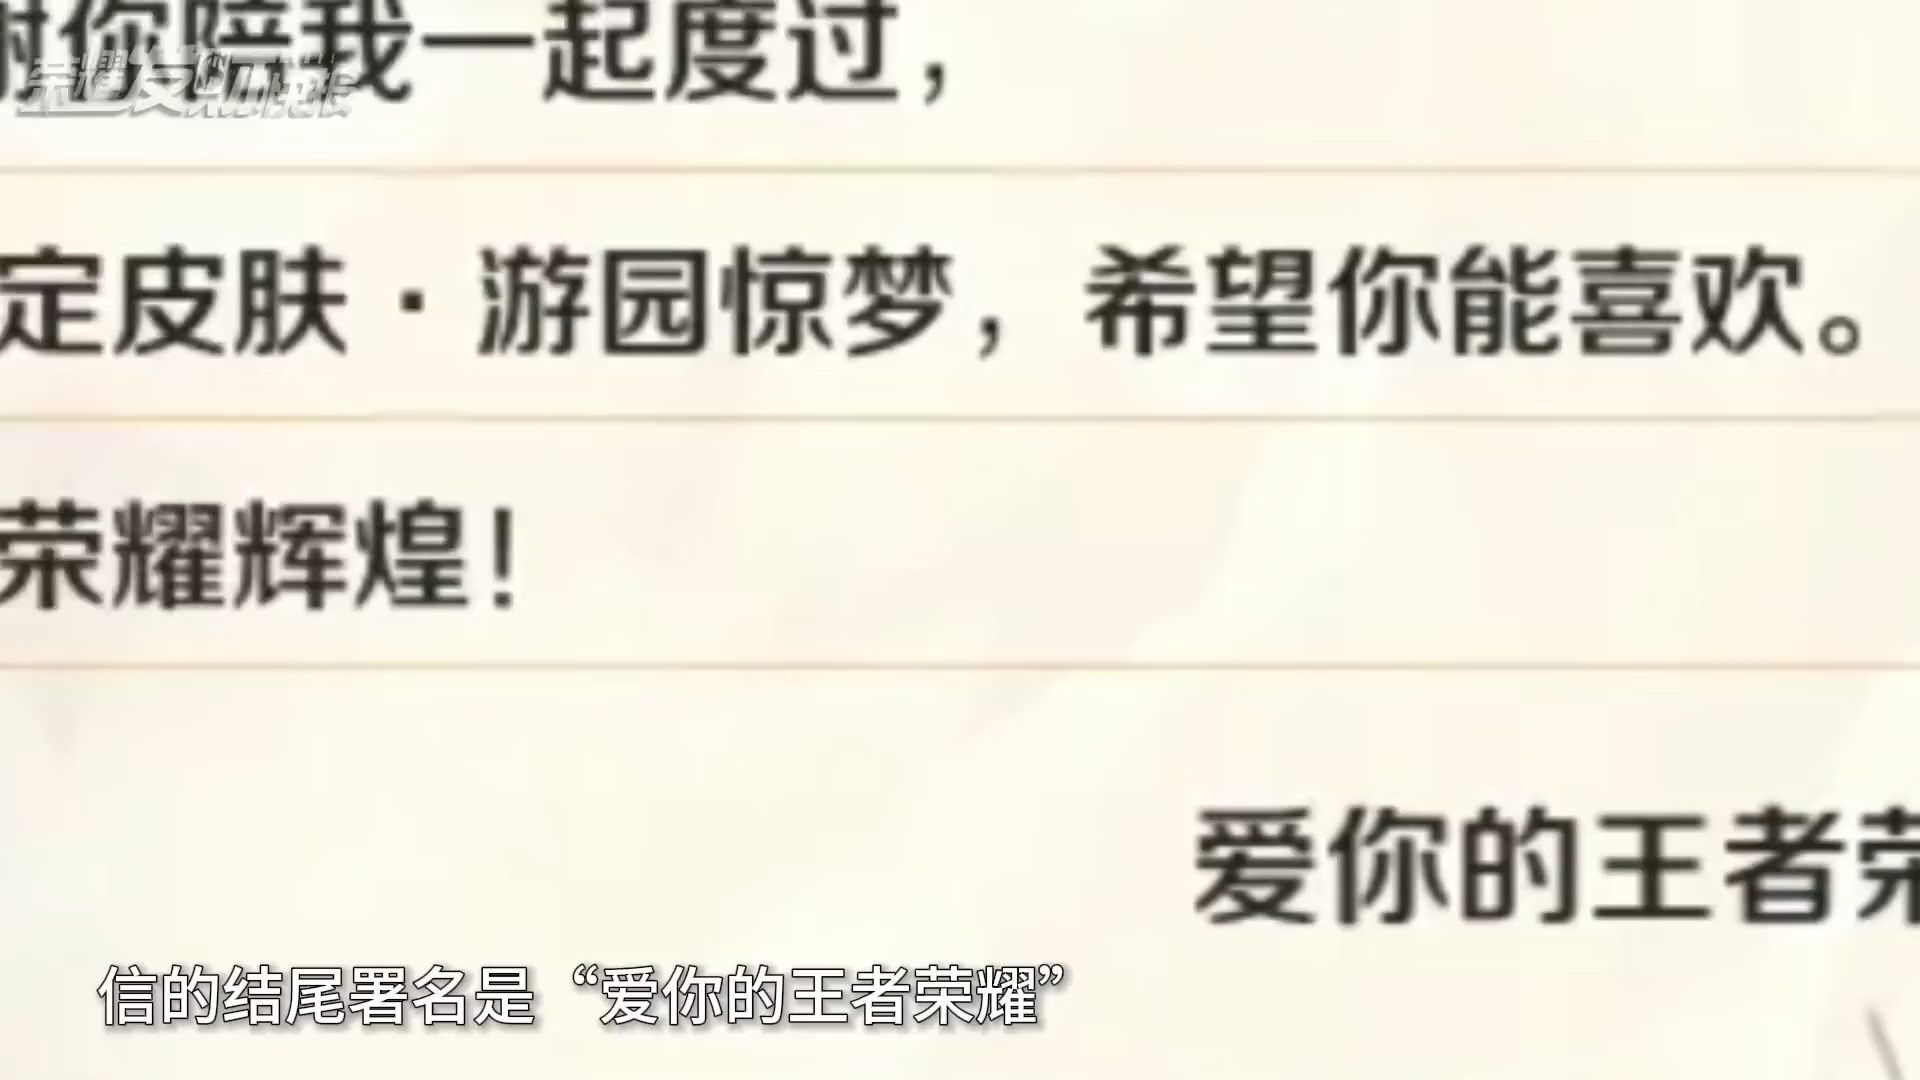 你陪我一起度过，
定皮肤·游园惊梦，希望你能喜欢。
荣耀辉煌！
爱你的王者荣
信的结尾署名是“爱你的王者荣耀”